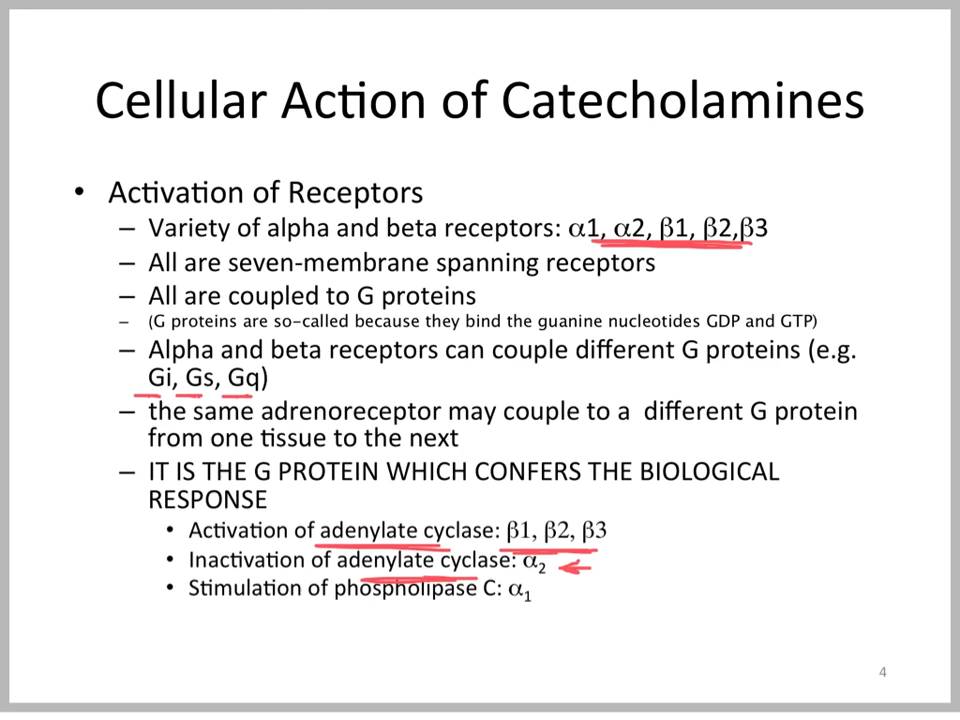 Cellular Action of Catecholamines
• Activation of Receptors
– Variety of alpha and beta receptors: α1, α2, β1, β2,β3
– All are seven-membrane spanning receptors
– All are coupled to G proteins
– (G proteins are so-called because they bind the guanine nucleotides GDP and GTP)
– Alpha and beta receptors can couple different G proteins (e.g.
Gi, Gs, Gq)
– the same adrenoreceptor may couple to a different G protein
from one tissue to the next
– IT IS THE G PROTEIN WHICH CONFERS THE BIOLOGICAL
RESPONSE
• Activation of adenylate cyclase: β1, β2, β3
• Inactivation of adenylate cyclase: α₂
• Stimulation of phospholipase C: α₁
4